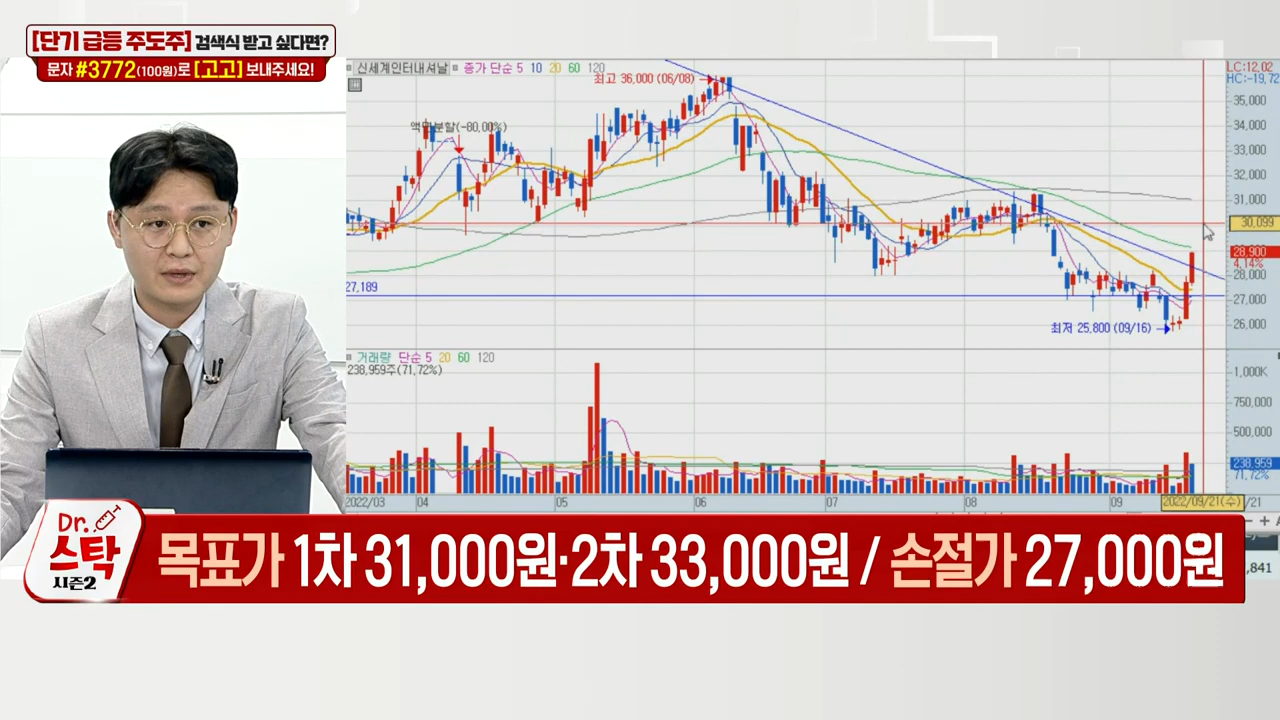 [단기 급등 주도주] 검색식 받고 싶다면?
문자 #3772(100원)로 [고고] 보내주세요!
신세계인터내셔날 종가 단순 5 10 20 60 120
LC:12,02
HC:-19,72
최고 36,000 (06/08)
액면분할(-80,00%)
35,000
34,000
33,000
32,000
31,000
30,099
28,900
4,14%
28,000
27,189
27,000
26,000
최저 25,800 (09/16)
거래량 단순 5 20 60 120
238,959주(71,72%)
1,000K
750,000
500,000
238,959
71,72%
2022/03 04 05 06 07 08 09 2022/09/21(수) /21
Dr.
스탁
시즌2
목표가 1차 31,000원·2차 33,000원 / 손절가 27,000원
,841